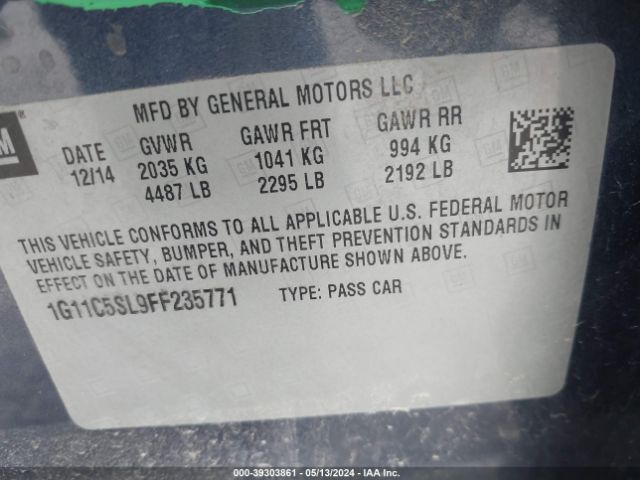 GM
MFD BY GENERAL MOTORS LLC
DATE GVWR GAWR FRT GAWR RR
12/14 2035 KG 1041 KG 994 KG
4487 LB 2295 LB 2192 LB
THIS VEHICLE CONFORMS TO ALL APPLICABLE U.S. FEDERAL MOTOR
VEHICLE SAFETY, BUMPER, AND THEFT PREVENTION STANDARDS IN
EFFECT ON THE DATE OF MANUFACTURE SHOWN ABOVE.
1G11C5SL9FF235771 TYPE: PASS CAR
000-39303861 - 05/13/2024 - IAA Inc.